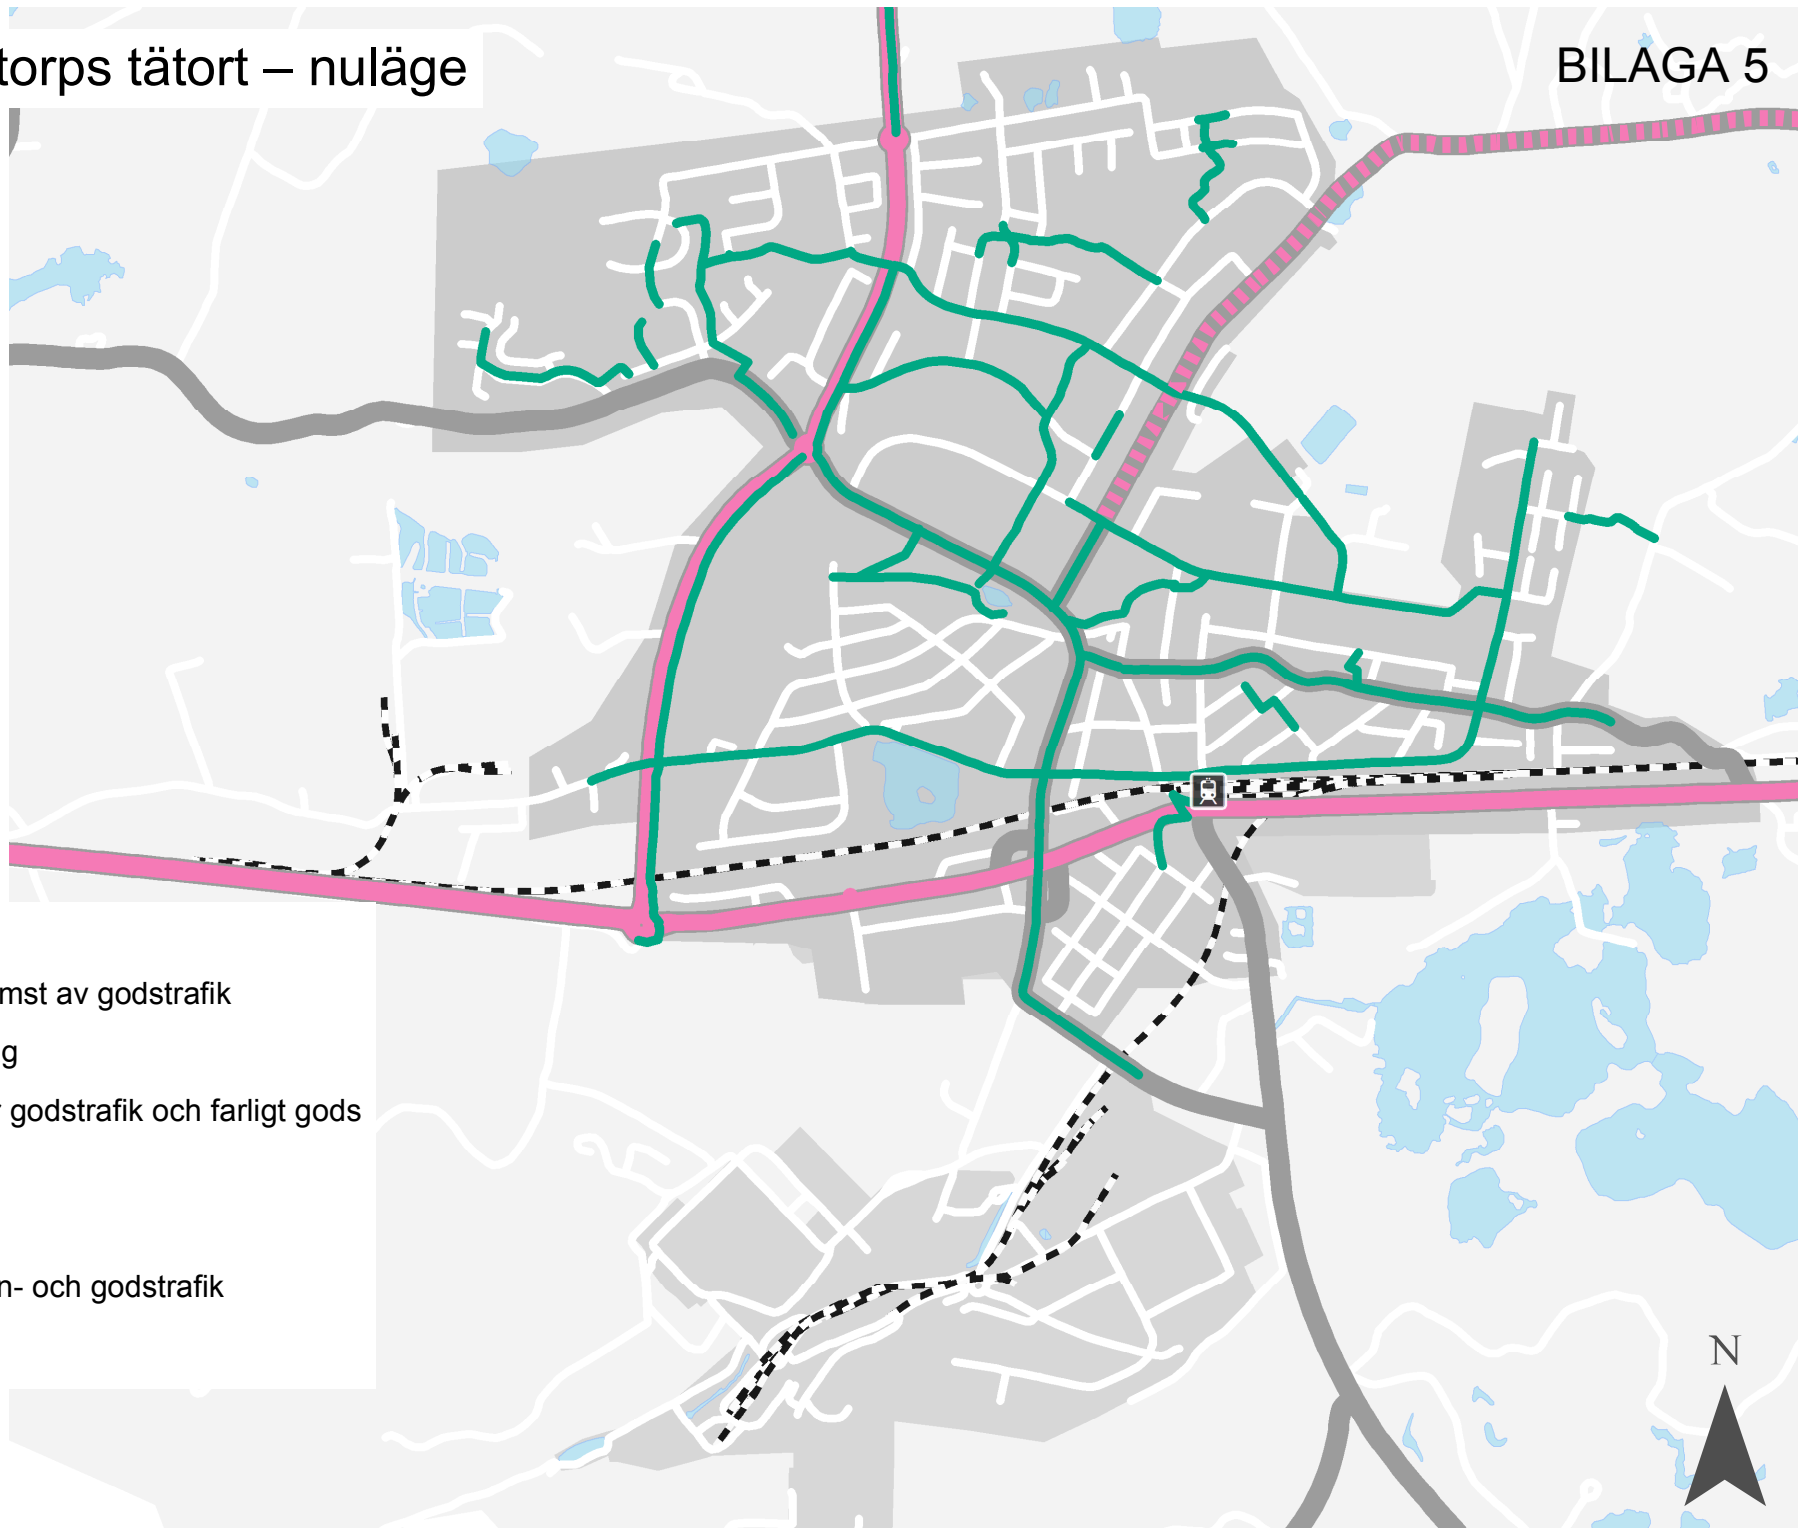 torps tätort – nuläge
BILAGA 5
mst av godstrafik
g
r godstrafik och farligt gods
n- och godstrafik
N